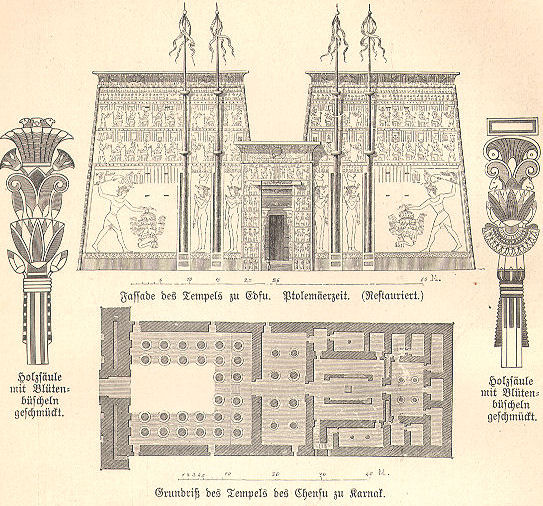 Fassade des Tempels zu Edfu. Ptolemäerzeit. (Restauriert.)
Holzsäule
mit Blüten-
büscheln
geschmückt.
Holzsäule
mit Blüten-
büscheln
geschmückt.
Grundriß des Tempels des Chensu zu Karnak.